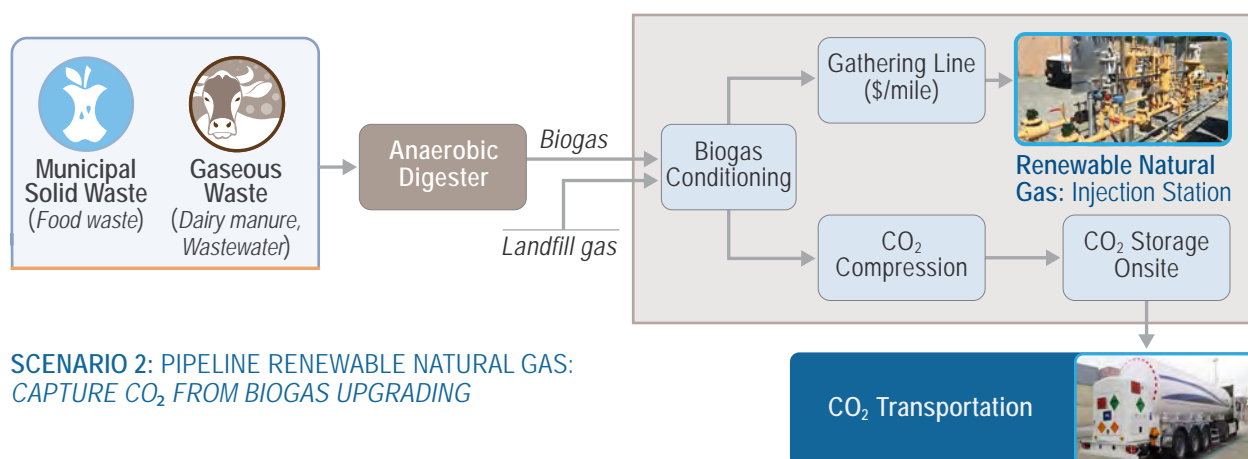 Municipal
Solid Waste
(Food waste)
Gaseous
Waste
(Dairy manure,
Wastewater)
Anaerobic
Digester
Biogas
Landfill gas
Biogas
Conditioning
Gathering Line
($/mile)
Renewable Natural
Gas: Injection Station
CO₂
Compression
CO₂ Storage
Onsite
SCENARIO 2: PIPELINE RENEWABLE NATURAL GAS:
CAPTURE CO₂ FROM BIOGAS UPGRADING
CO₂ Transportation